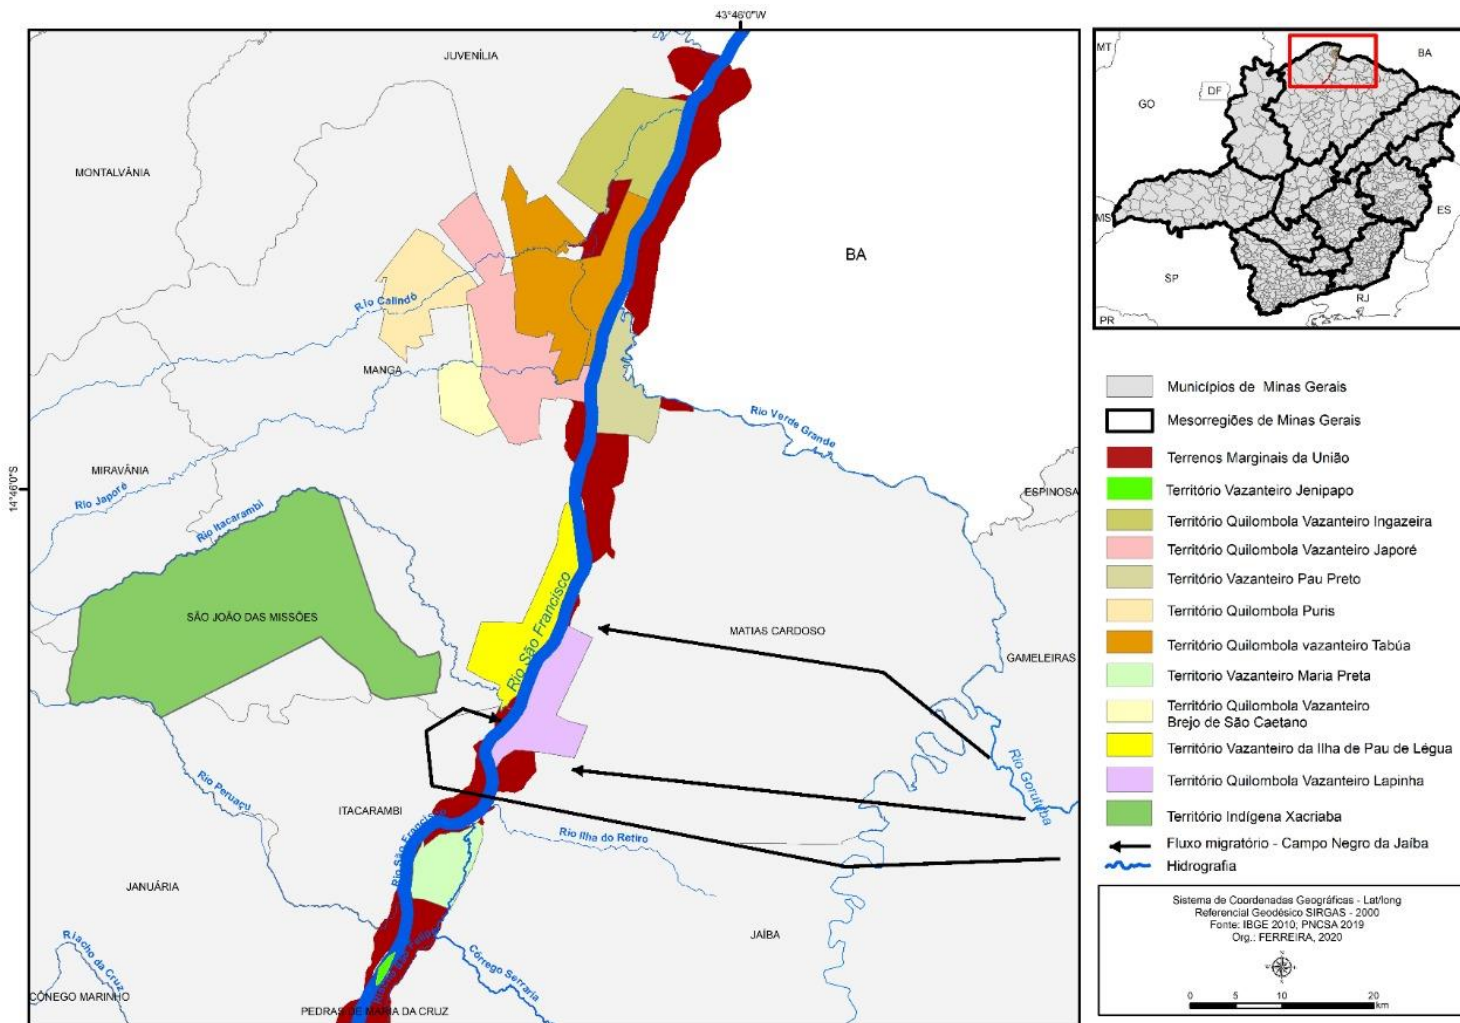 43°46'0"W
JUVENÍLIA
MONTALVÂNIA
BA
Rio Calindó
MANGA
Rio Verde Grande
MIRAVÂNIA
14°46'0"S
Rio Japoré
Rio Itacarambi
ESPINOSA
SÃO JOÃO DAS MISSÕES
Rio São Francisco
MATIAS CARDOSO
GAMELEIRAS
Rio Gorutuba
Rio Peruaçu
ITACARAMBI
Rio São Francisco
Rio Ilha do Retiro
JANUÁRIA
JAÍBA
Riacho da Cruz
Córrego Serraria
CÔNEGO MARINHO
PEDRAS DE MARIA DA CRUZ
MT
BA
GO
DF
MS
ES
SP
RJ
PR
Municípios de Minas Gerais
Mesorregiões de Minas Gerais
Terrenos Marginais da União
Território Vazanteiro Jenipapo
Território Quilombola Vazanteiro Ingazeira
Território Quilombola Vazanteiro Japoré
Território Vazanteiro Pau Preto
Território Quilombola Puris
Território Quilombola vazanteiro Tabúa
Territorio Vazanteiro Maria Preta
Território Quilombola Vazanteiro
Brejo de São Caetano
Território Vazanteiro da Ilha de Pau de Légua
Território Quilombola Vazanteiro Lapinha
Território Indígena Xacriaba
Fluxo migratório - Campo Negro da Jaíba
Hidrografia
Sistema de Coordenadas Geográficas - Lat/long
Referencial Geodésico SIRGAS - 2000
Fonte: IBGE 2010; PNCSA 2019
Org.: FERREIRA, 2020
0 5 10 20
km